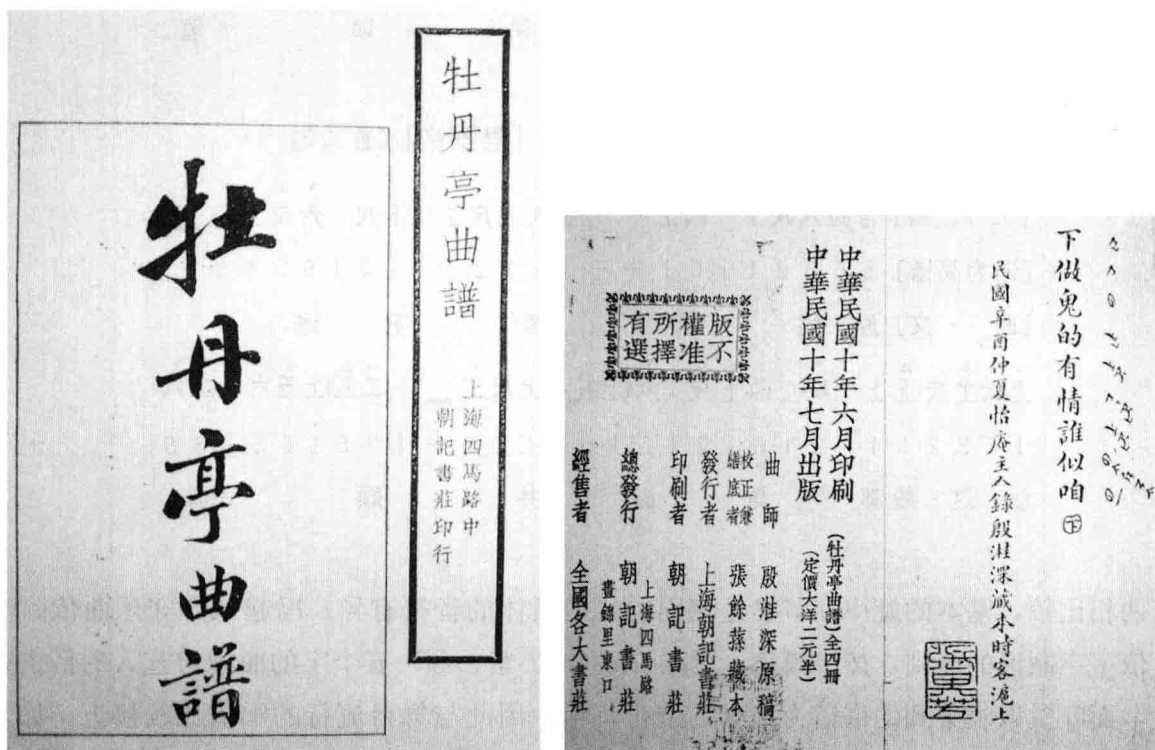 牡丹亭曲譜
上海四馬路中
朝記書莊印行
牡丹亭曲譜
下做鬼的有情誰似咱下
民國辛酉仲夏怡庵主人錄殷溎深藏本時客滬上
中華民國十年六月印刷
中華民國十年七月出版
(牡丹亭曲譜)全四冊
(定價大洋二元半)
版不
權准
所擇
有選
曲師 殷溎深原稿
校正兼
譜底者 張餘蓀藏本
發行者 上海朝記書莊
印刷者 朝記書莊
總發行 朝記書莊
上海四馬路
晝錦里東口
經售者 全國各大書莊